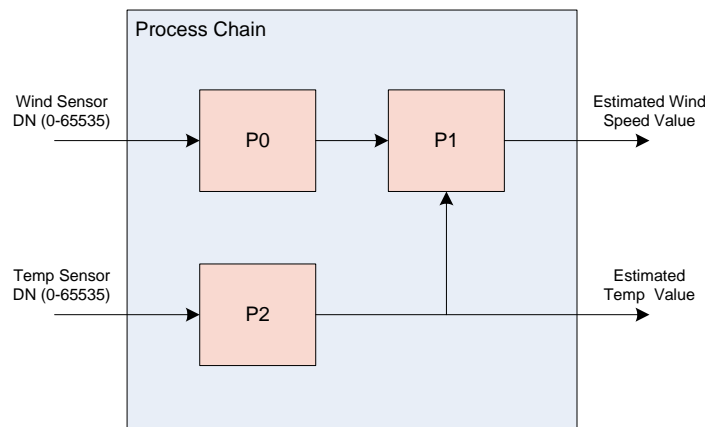 Process Chain
Wind Sensor
DN (0-65535)
P0
P1
Estimated Wind
Speed Value
Temp Sensor
DN (0-65535)
P2
Estimated
Temp Value